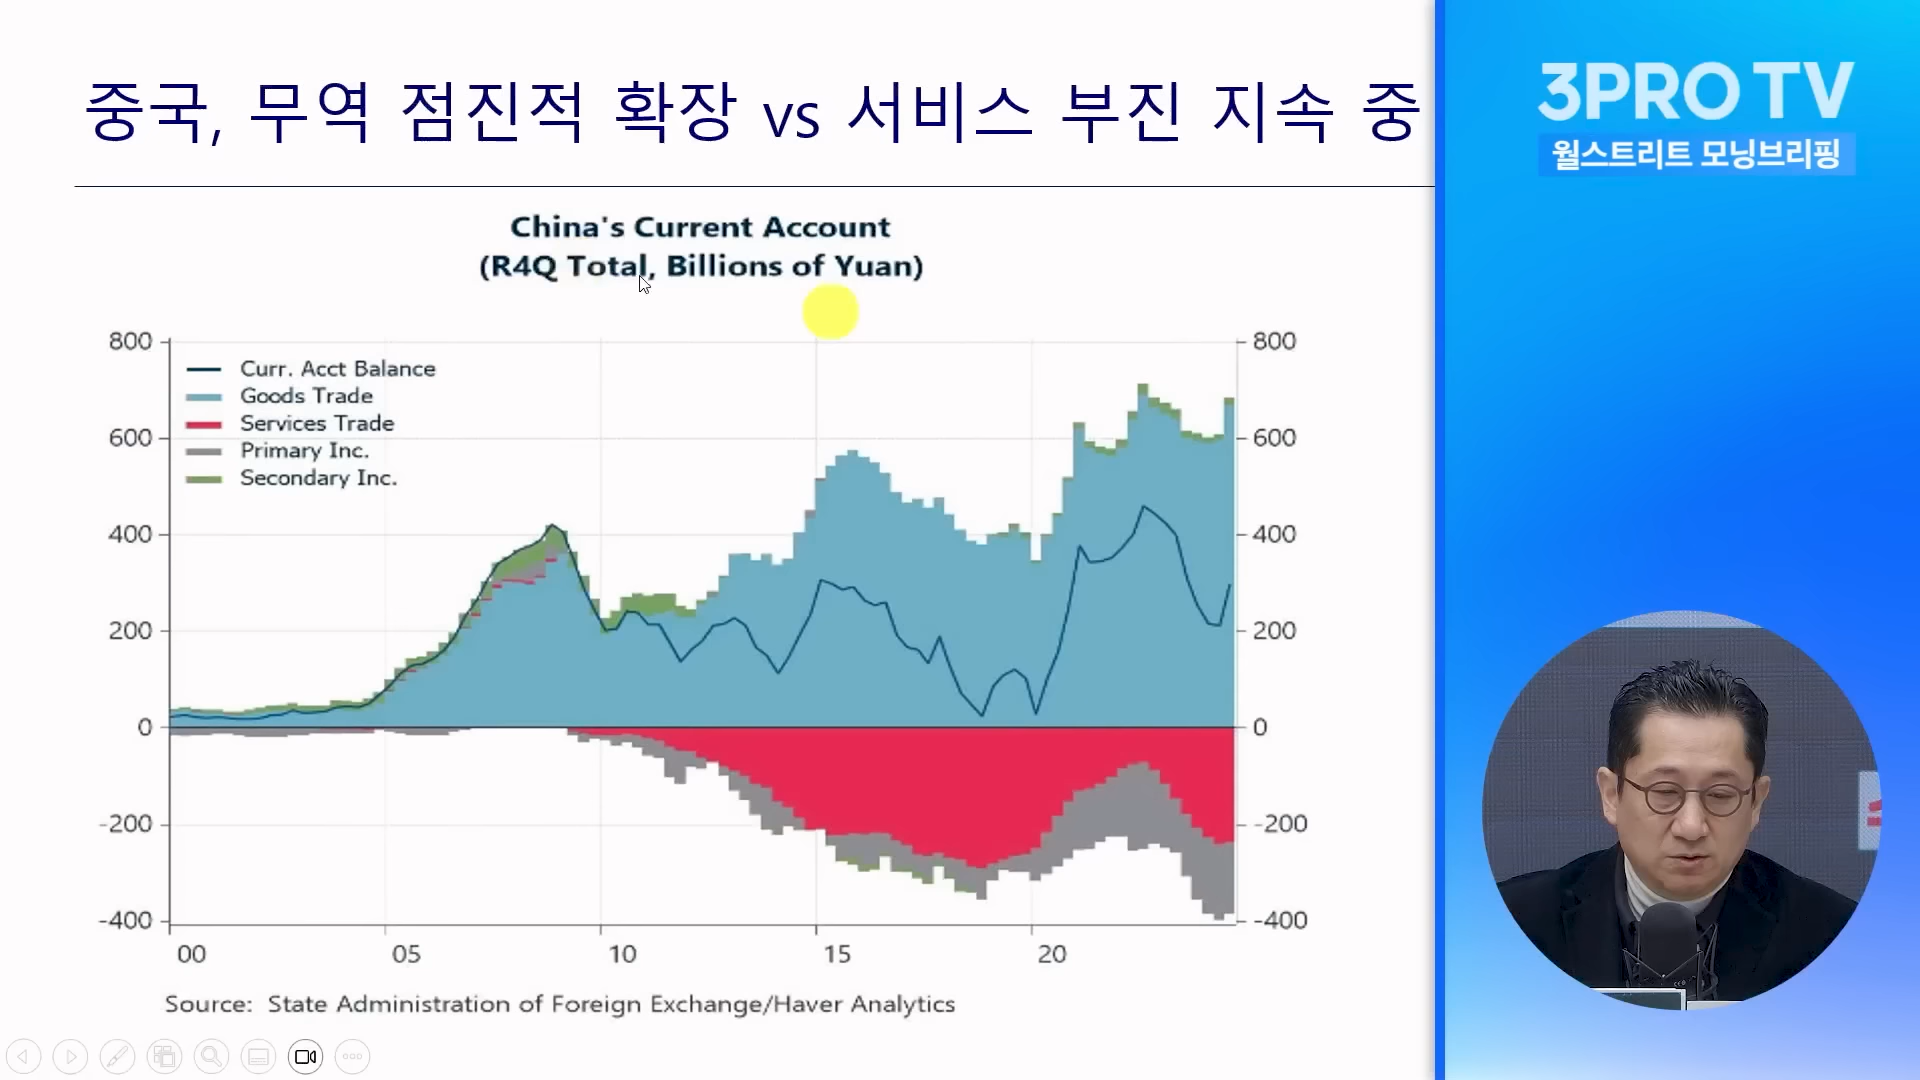 중국, 무역 점진적 확장 vs 서비스 부진 지속 중
3PRO TV
월스트리트 모닝브리핑
China's Current Account
(R4Q Total, Billions of Yuan)
800
600
400
200
0
-200
-400
Curr. Acct Balance
Goods Trade
Services Trade
Primary Inc.
Secondary Inc.
800
600
400
200
0
-200
-400
00
05
10
15
20
Source: State Administration of Foreign Exchange/Haver Analytics